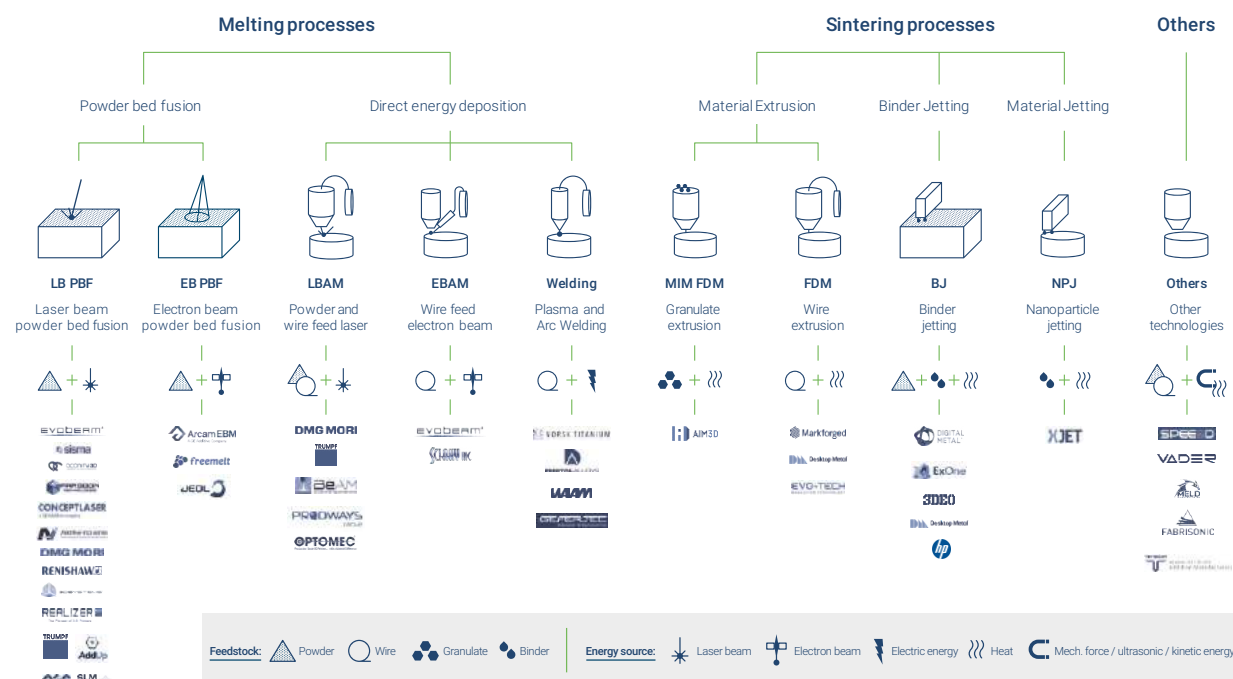 Melting processes
Sintering processes
Others
Powder bed fusion
Direct energy deposition
Material Extrusion
Binder Jetting
Material Jetting
LB PBF
EB PBF
LBAM
EBAM
Welding
MIM FDM
FDM
BJ
NPJ
Others
Laser beam
powder bed fusion
Electron beam
powder bed fusion
Powder and
wire feed laser
Wire feed
electron beam
Plasma and
Arc Welding
Granulate
extrusion
Wire
extrusion
Binder
jetting
Nanoparticle
jetting
Other
technologies
EVOBEAM
sisma
CONCEPTLASER
DMG MORI
RENISHAW
REALIZER
TRUMPF
AddUp
SLM
ArcamEBM
freemelt
JEOL
DMG MORI
TRUMPF
BeAM
PRODWAYS
OPTOMEC
EVOBEAM
NORSK TITANIUM
WAAM
GEFERTEC
AIM3D
Markforged
Desktop Metal
EVO-TECH
DIGITAL
METAL
ExOne
3DEO
Desktop Metal
hp
XJET
SPEE3D
VADER
MELD
FABRISONIC
Feedstock:
Powder
Wire
Granulate
Binder
Energy source:
Laser beam
Electron beam
Electric energy
Heat
Mech. force / ultrasonic / kinetic energy